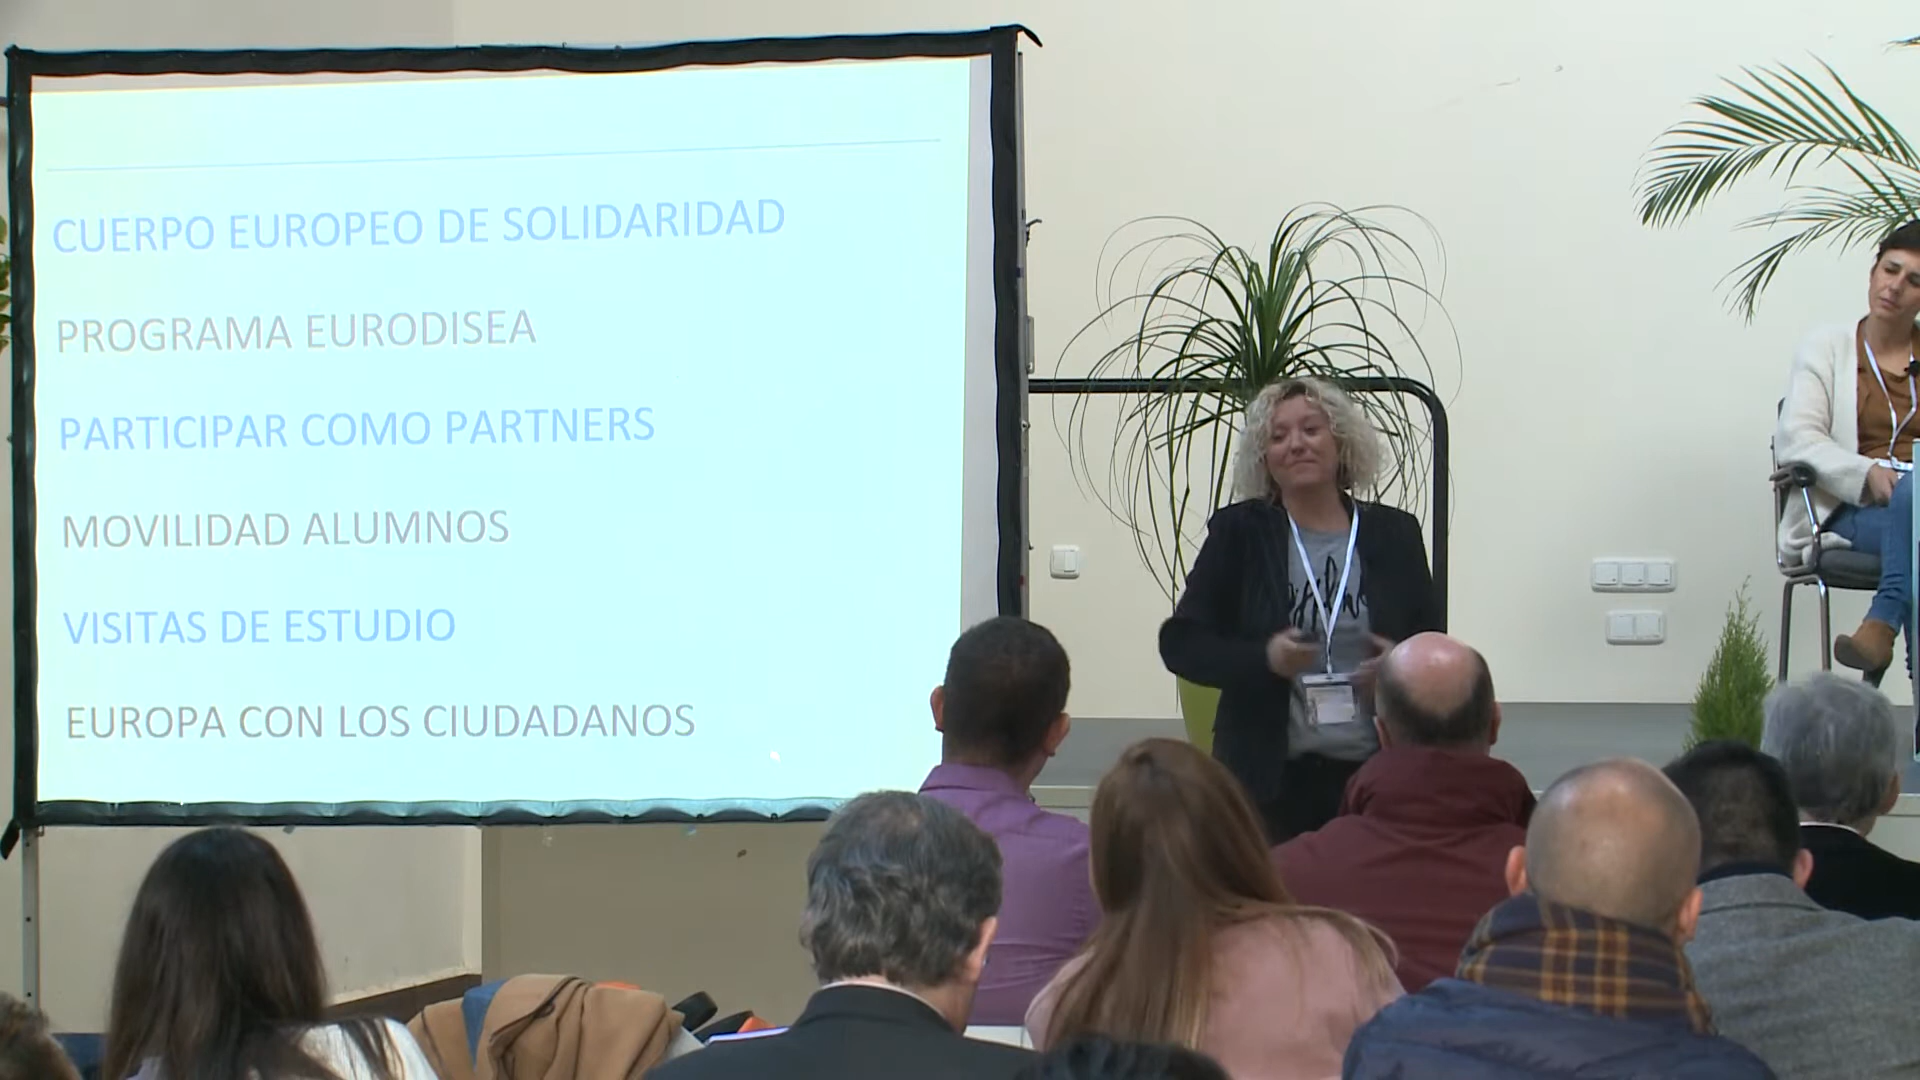 CUERPO EUROPEO DE SOLIDARIDAD
PROGRAMA EURODISEA
PARTICIPAR COMO PARTNERS
MOVILIDAD ALUMNOS
VISITAS DE ESTUDIO
EUROPA CON LOS CIUDADANOS